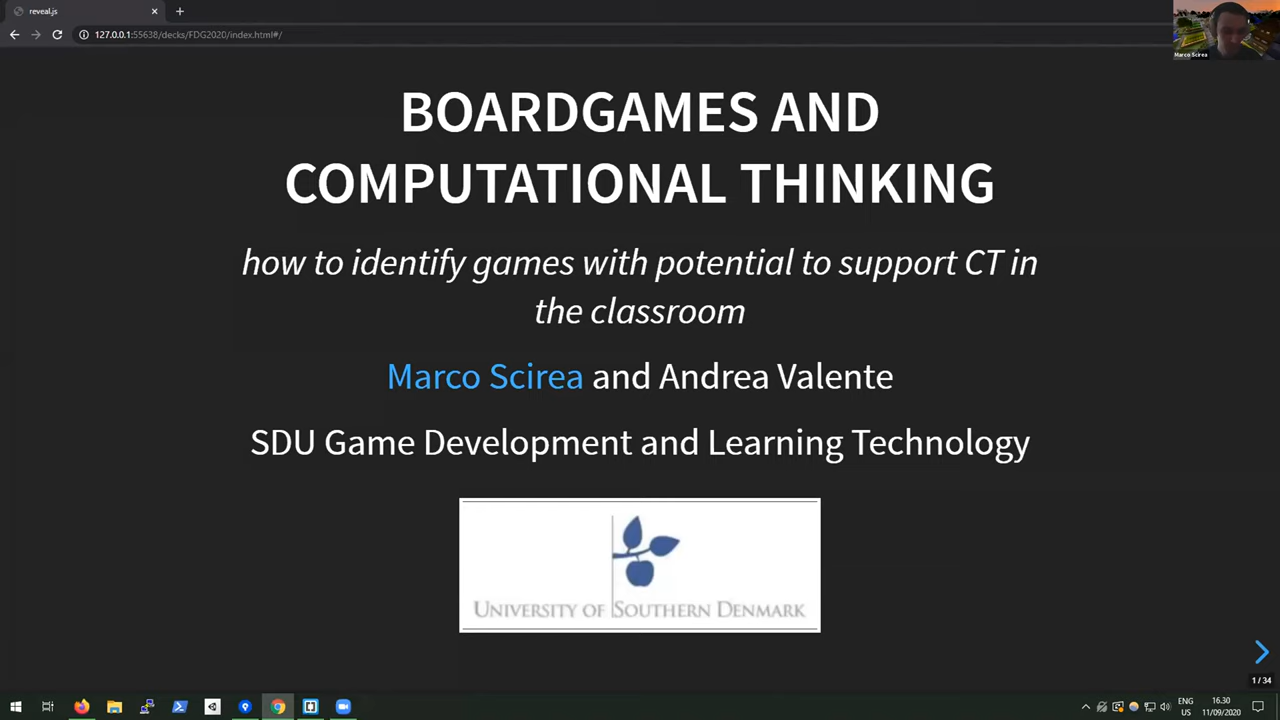 reveal.js
127.0.0.1:55638/decks/FDG2020/index.html#/
Marco Scirea
BOARDGAMES AND
COMPUTATIONAL THINKING
how to identify games with potential to support CT in
the classroom
Marco Scirea and Andrea Valente
SDU Game Development and Learning Technology
UNIVERSITY OF SOUTHERN DENMARK
1 / 34
ENG
US
16.30
11/09/2020